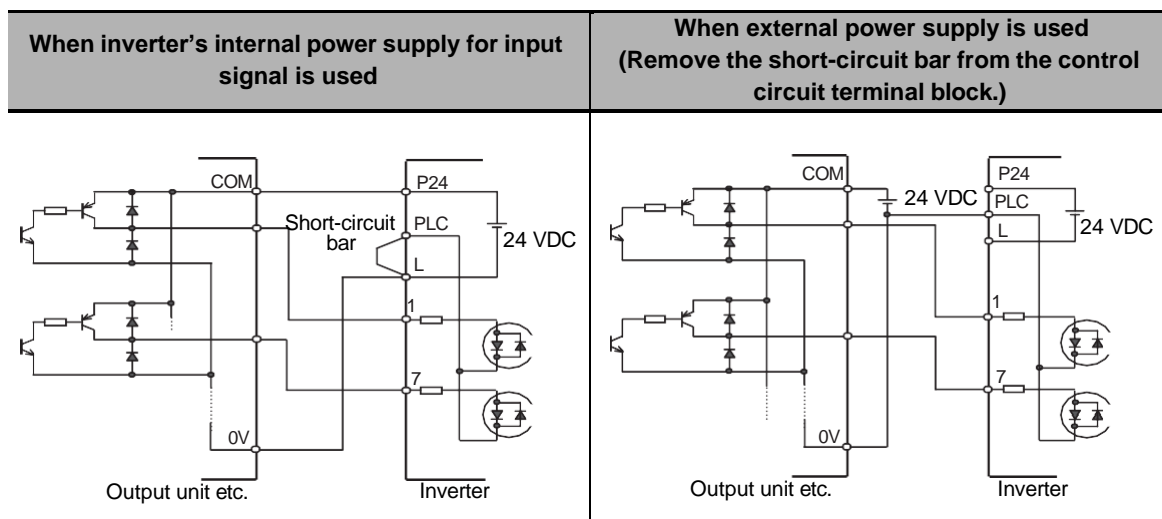 When inverter's internal power supply for input
signal is used
When external power supply is used
(Remove the short-circuit bar from the control
circuit terminal block.)
COM
P24
Short-circuit
bar
PLC
24 VDC
L
1
7
0V
Output unit etc.
Inverter
COM
P24
24 VDC
PLC
24 VDC
L
1
7
0V
Output unit etc.
Inverter